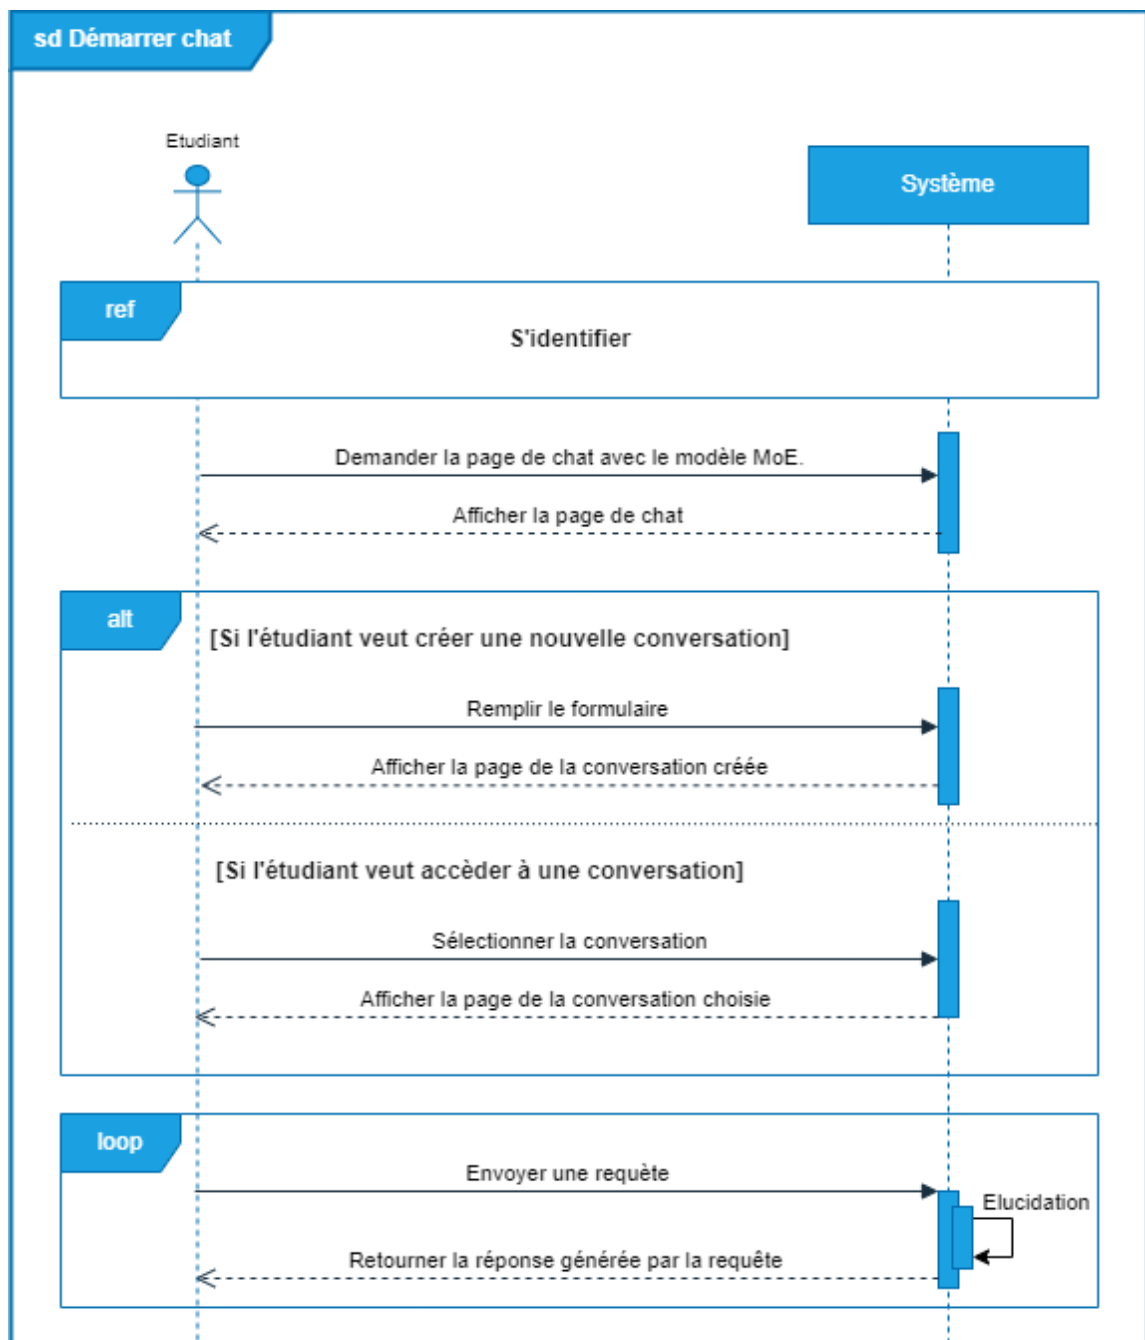 sd Démarrer chat
Etudiant
Système
ref
S'identifier
Demander la page de chat avec le modèle MoE.
Afficher la page de chat
alt
[Si l'étudiant veut créer une nouvelle conversation]
Remplir le formulaire
Afficher la page de la conversation créée
[Si l'étudiant veut accèder à une conversation]
Sélectionner la conversation
Afficher la page de la conversation choisie
loop
Envoyer une requète
Elucidation
Retourner la réponse générée par la requête